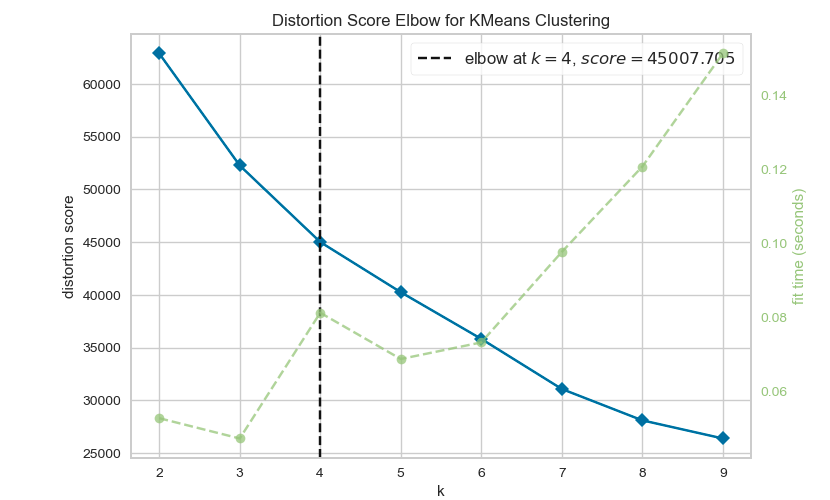 Distortion Score Elbow for KMeans Clustering
elbow at k = 4, score = 45007.705
distortion score
60000
55000
50000
45000
40000
35000
30000
25000
0.14
0.12
0.10
0.08
0.06
fit time (seconds)
2 3 4 5 6 7 8 9
k